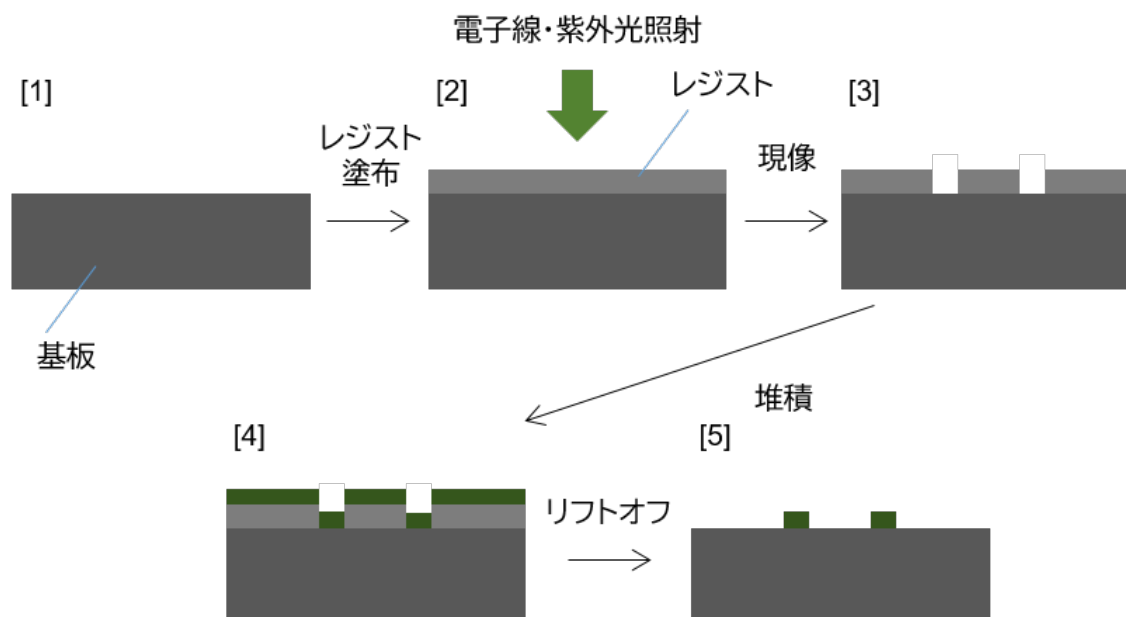 電子線・紫外光照射
[1]
[2]
レジスト
[3]
レジスト
塗布
現像
基板
堆積
[4]
[5]
リフトオフ